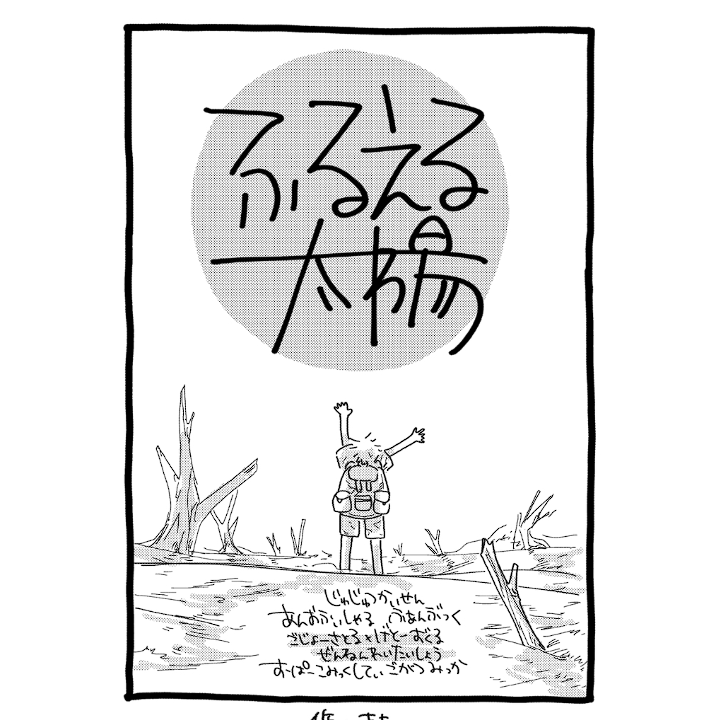 ふるえる
太陽
じゅじゅつかいせん
あんおふぃしゃる ふぁんぶっく
ごじょーさとる×げとーすぐる
ぜんねんれいたいしょう
すーぱーこみっくしてぃ ごがつみっか